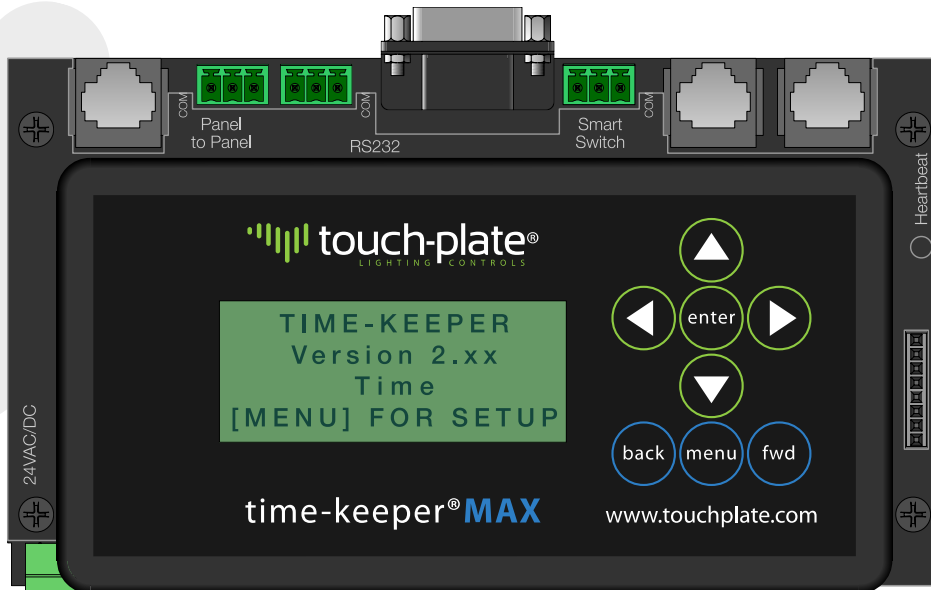 COM
COM
COM
Panel
to Panel
RS232
Smart
Switch
Heartbeat
touch-plate®
LIGHTING CONTROLS
TIME-KEEPER
Version 2.xx
Time
[MENU] FOR SETUP
enter
back
menu
fwd
24VAC/DC
time-keeper®MAX
www.touchplate.com